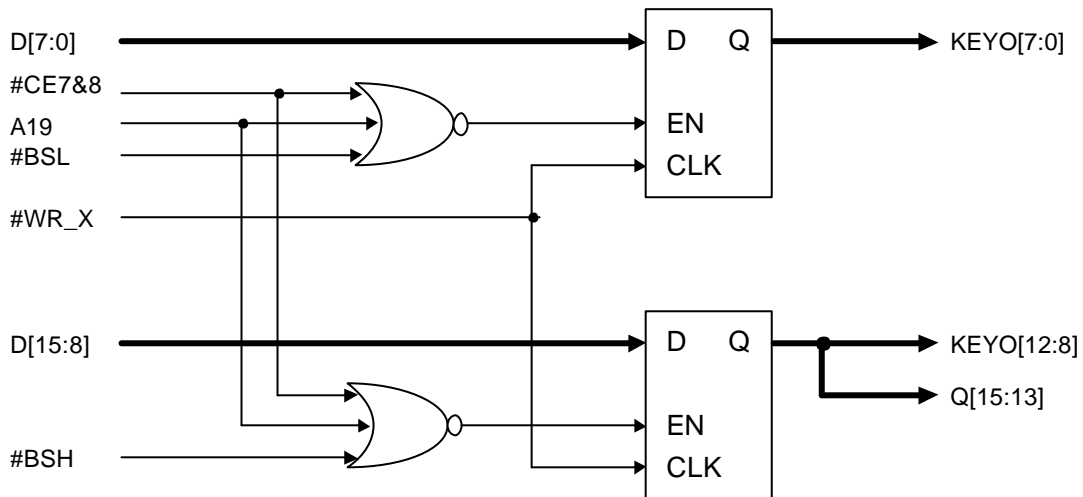 D[7:0]
D Q
KEYO[7:0]
#CE7&8
A19
EN
#BSL
CLK
#WR_X
D[15:8]
D Q
KEYO[12:8]
Q[15:13]
EN
#BSH
CLK